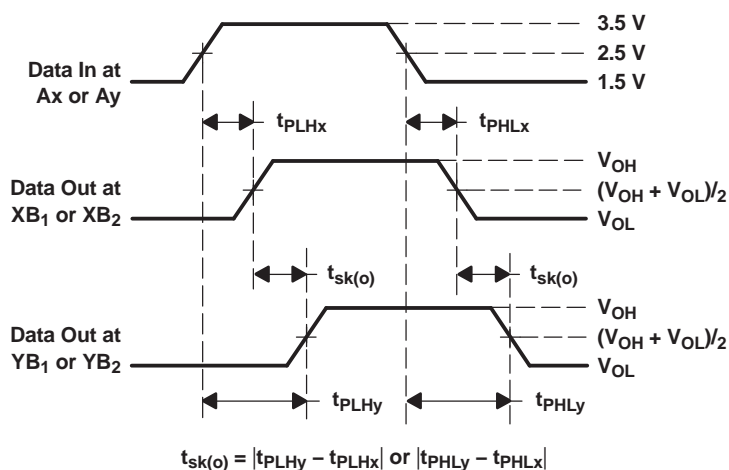 3.5 V
2.5 V
1.5 V
Data In at
Ax or Ay
tPLHx
tPHLx
VOH
(VOH + VOL)/2
VOL
Data Out at
XB1 or XB2
tsk(o)
tsk(o)
VOH
(VOH + VOL)/2
VOL
Data Out at
YB1 or YB2
tPLHy
tPHLy
tsk(o) = |tPLHy – tPLHx| or |tPHLy – tPHLx|